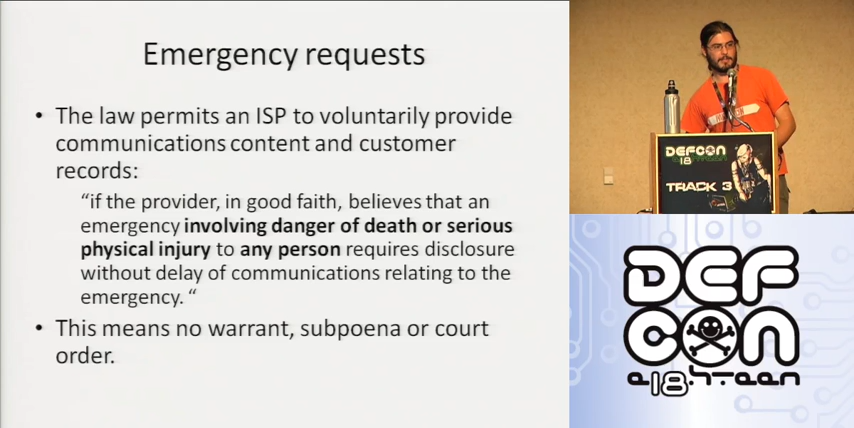 Emergency requests
• The law permits an ISP to voluntarily provide
communications content and customer
records:
“if the provider, in good faith, believes that an
emergency involving danger of death or serious
physical injury to any person requires disclosure
without delay of communications relating to the
emergency. “
• This means no warrant, subpoena or court
order.
DEFCON
18
TRACK 3
DEF
CON
e18hteen